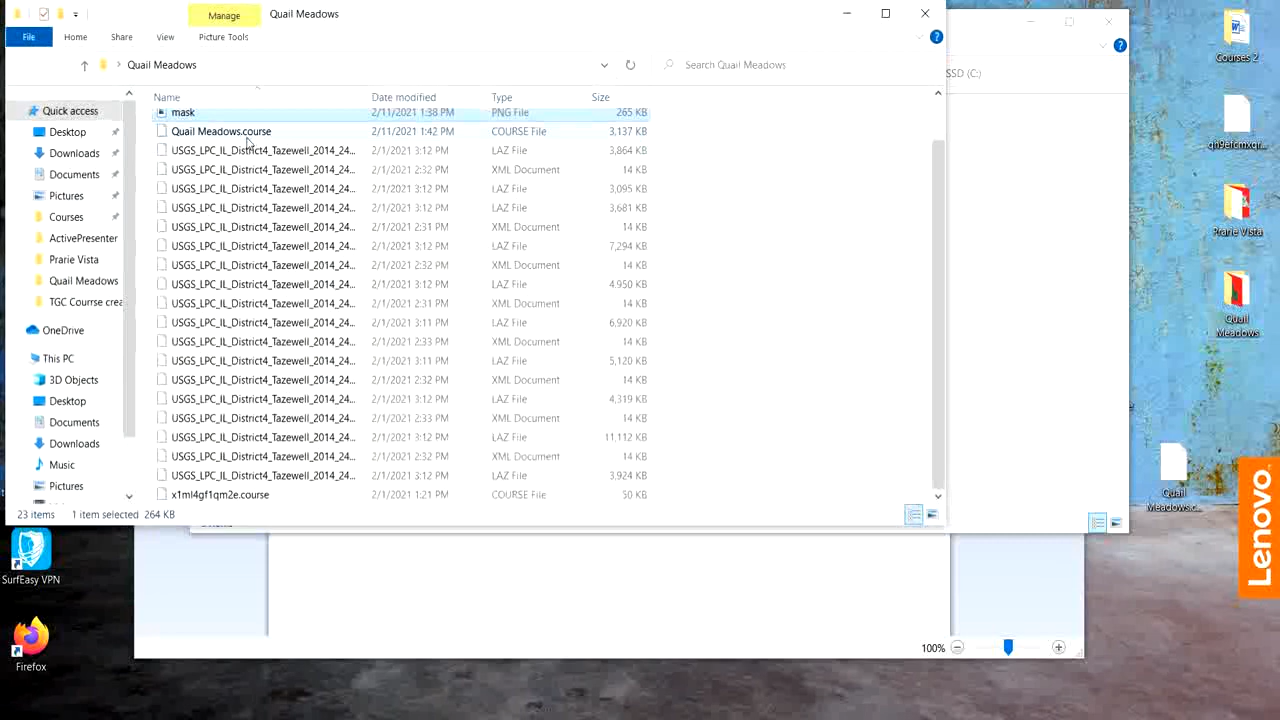 Manage
Quail Meadows
File
Home
Share
View
Picture Tools
Quail Meadows
Search Quail Meadows
SSD (C:)
Name
Date modified
Type
Size
mask 2/11/2021 1:38 PM PNG File 265 KB
Quail Meadows.course 2/11/2021 1:42 PM COURSE File 3,137 KB
USGS_LPC_IL_District4_Tazewell_2014_24... 2/1/2021 3:12 PM LAZ File 3,864 KB
USGS_LPC_IL_District4_Tazewell_2014_24... 2/1/2021 2:32 PM XML Document 14 KB
USGS_LPC_IL_District4_Tazewell_2014_24... 2/1/2021 3:12 PM LAZ File 3,095 KB
USGS_LPC_IL_District4_Tazewell_2014_24... 2/1/2021 3:12 PM LAZ File 3,681 KB
USGS_LPC_IL_District4_Tazewell_2014_24... 2/1/2021 2:31 PM XML Document 14 KB
USGS_LPC_IL_District4_Tazewell_2014_24... 2/1/2021 3:12 PM LAZ File 7,294 KB
USGS_LPC_IL_District4_Tazewell_2014_24... 2/1/2021 2:32 PM XML Document 14 KB
USGS_LPC_IL_District4_Tazewell_2014_24... 2/1/2021 3:12 PM LAZ File 4,950 KB
USGS_LPC_IL_District4_Tazewell_2014_24... 2/1/2021 2:31 PM XML Document 14 KB
USGS_LPC_IL_District4_Tazewell_2014_24... 2/1/2021 3:11 PM LAZ File 6,920 KB
USGS_LPC_IL_District4_Tazewell_2014_24... 2/1/2021 2:33 PM XML Document 14 KB
USGS_LPC_IL_District4_Tazewell_2014_24... 2/1/2021 3:11 PM LAZ File 5,120 KB
USGS_LPC_IL_District4_Tazewell_2014_24... 2/1/2021 2:32 PM XML Document 14 KB
USGS_LPC_IL_District4_Tazewell_2014_24... 2/1/2021 3:12 PM LAZ File 4,319 KB
USGS_LPC_IL_District4_Tazewell_2014_24... 2/1/2021 2:33 PM XML Document 14 KB
USGS_LPC_IL_District4_Tazewell_2014_24... 2/1/2021 3:12 PM LAZ File 11,112 KB
USGS_LPC_IL_District4_Tazewell_2014_24... 2/1/2021 2:32 PM XML Document 14 KB
USGS_LPC_IL_District4_Tazewell_2014_24... 2/1/2021 3:12 PM LAZ File 3,924 KB
x1ml4gf1qm2e.course 2/11/2021 1:21 PM COURSE File 50 KB
Quick access
Desktop
Downloads
Documents
Pictures
Courses
ActivePresenter
Prarie Vista
Quail Meadows
TGC Courrse crea
OneDrive
This PC
3D Objects
Desktop
Documents
Downloads
Music
Pictures
23 items 1 item selected 264 KB
100%
Courses 2
Prarie Vista
Quail
Meadows
Quail
Meadows.c...
Lenovo
SurfEasy VPN
Firefox